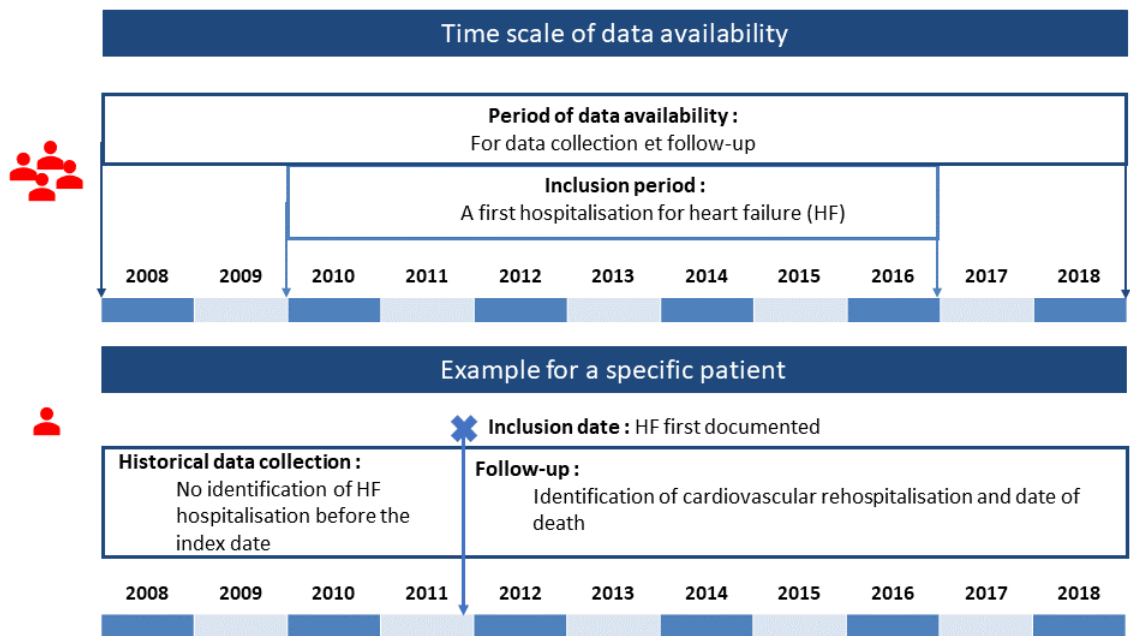 Time scale of data availability
Period of data availability :
For data collection et follow-up
Inclusion period :
A first hospitalisation for heart failure (HF)
2008 2009 2010 2011 2012 2013 2014 2015 2016 2017 2018
Example for a specific patient
Inclusion date : HF first documented
Historical data collection :
No identification of HF
hospitalisation before the
index date
Follow-up :
Identification of cardiovascular rehospitalisation and date of
death
2008 2009 2010 2011 2012 2013 2014 2015 2016 2017 2018